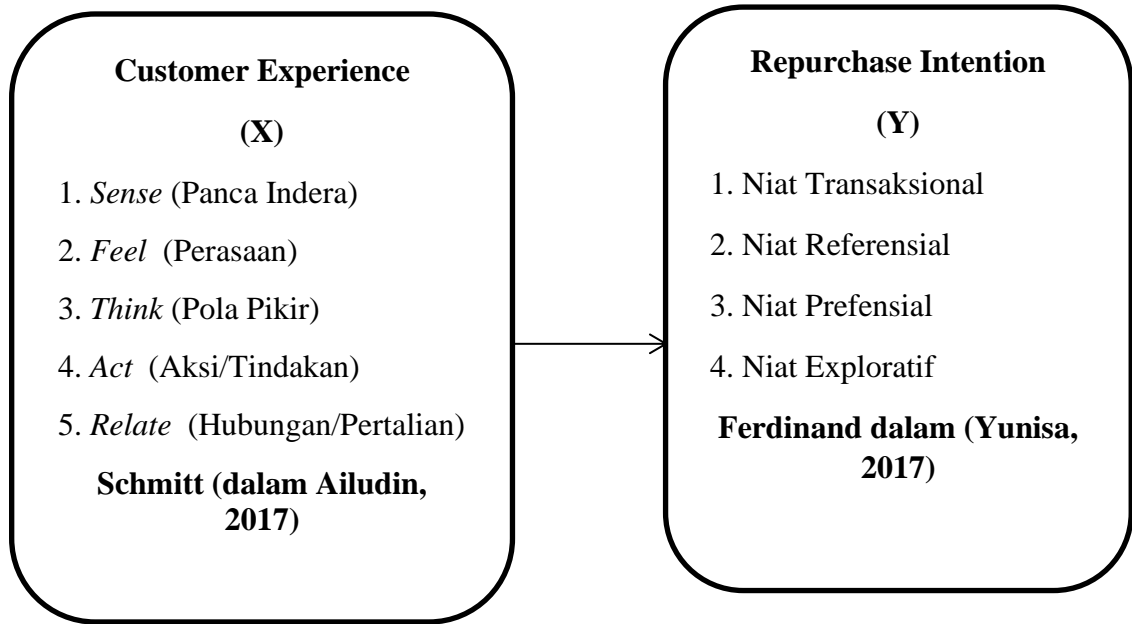 Customer Experience
(X)
1. Sense (Panca Indera)
2. Feel (Perasaan)
3. Think (Pola Pikir)
4. Act (Aksi/Tindakan)
5. Relate (Hubungan/Pertalian)
Schmitt (dalam Ailudin,
2017)
Repurchase Intention
(Y)
1. Niat Transaksional
2. Niat Referensial
3. Niat Prefensial
4. Niat Exploratif
Ferdinand dalam (Yunisa,
2017)